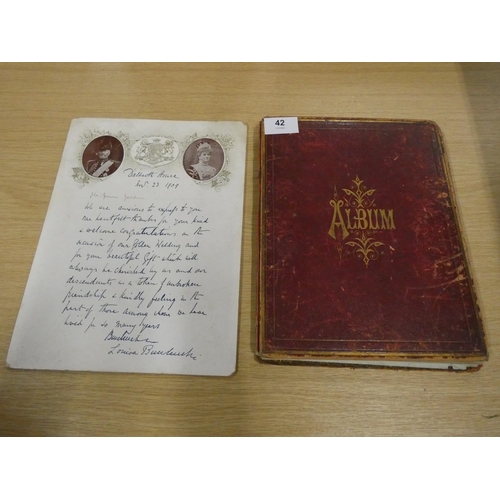 Dalkeith House
Nov. 23 1909
We are anxious to express to you
our heartfelt thanks for your kind
& welcome congratulations on the
occasion of our Golden Wedding and
for your beautiful Gift which will
always be cherished by us and our
descendants as a token of unbroken
friendship & kindly feeling on the
part of those among whom we have
lived for so many years
Buccleuch
Louisa Buccleuch
42
ALBUM